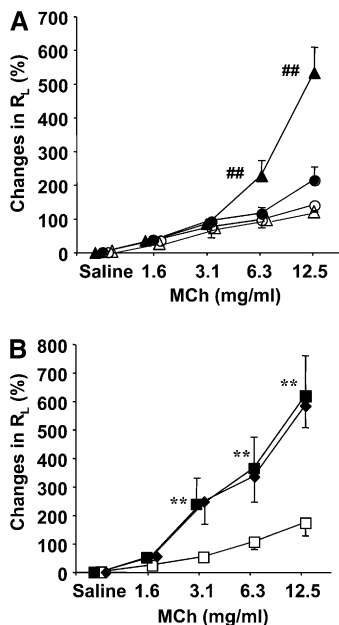 A
Changes in RL (%)
700
600
500
400
300
200
100
0
##
##
Saline 1.6 3.1 6.3 12.5
MCh (mg/ml)
B
Changes in RL (%)
800
700
600
500
400
300
200
100
0
**
**
**
Saline 1.6 3.1 6.3 12.5
MCh (mg/ml)